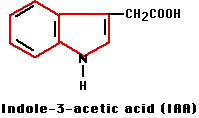 CH2COOH
N
H
Indole-3-acetic acid (IAA)